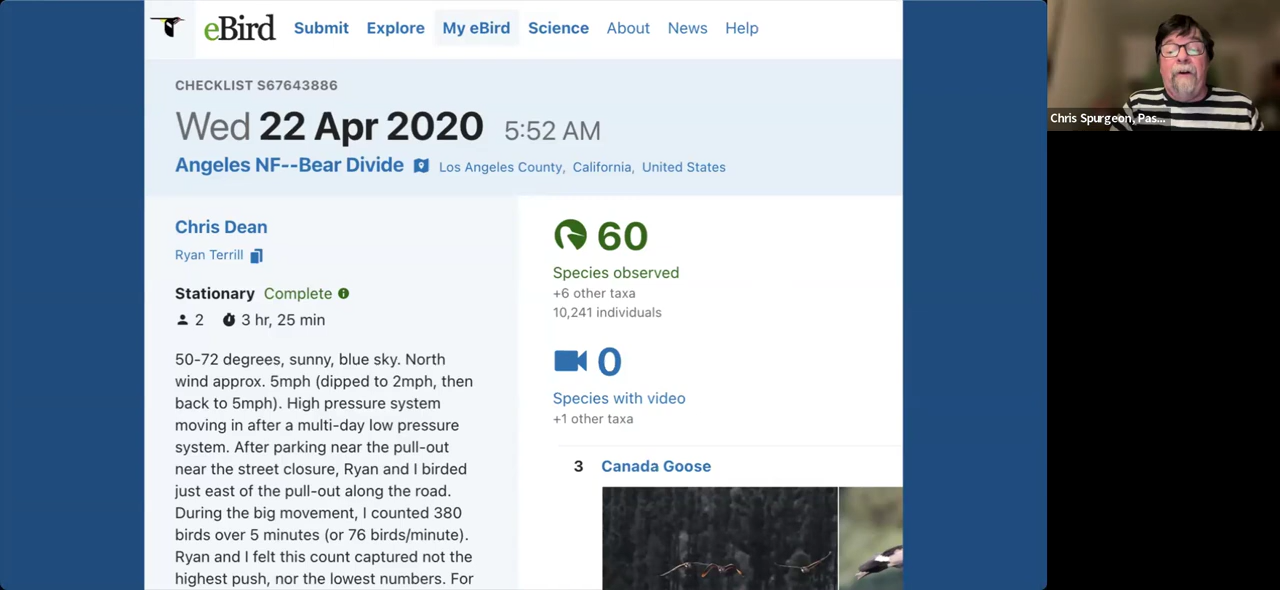 eBird Submit Explore My eBird Science About News Help
CHECKLIST S67643886
Wed 22 Apr 2020 5:52 AM
Angeles NF--Bear Divide Los Angeles County, California, United States
Chris Dean
Ryan Terrill
Stationary Complete
2 3 hr, 25 min
50-72 degrees, sunny, blue sky. North
wind approx. 5mph (dipped to 2mph, then
back to 5mph). High pressure system
moving in after a multi-day low pressure
system. After parking near the pull-out
near the street closure, Ryan and I birded
just east of the pull-out along the road.
During the big movement, I counted 380
birds over 5 minutes (or 76 birds/minute).
Ryan and I felt this count captured not the
highest push, nor the lowest numbers. For
60
Species observed
+6 other taxa
10,241 individuals
0
Species with video
+1 other taxa
3 Canada Goose
Chris Spurgeon, Pas...